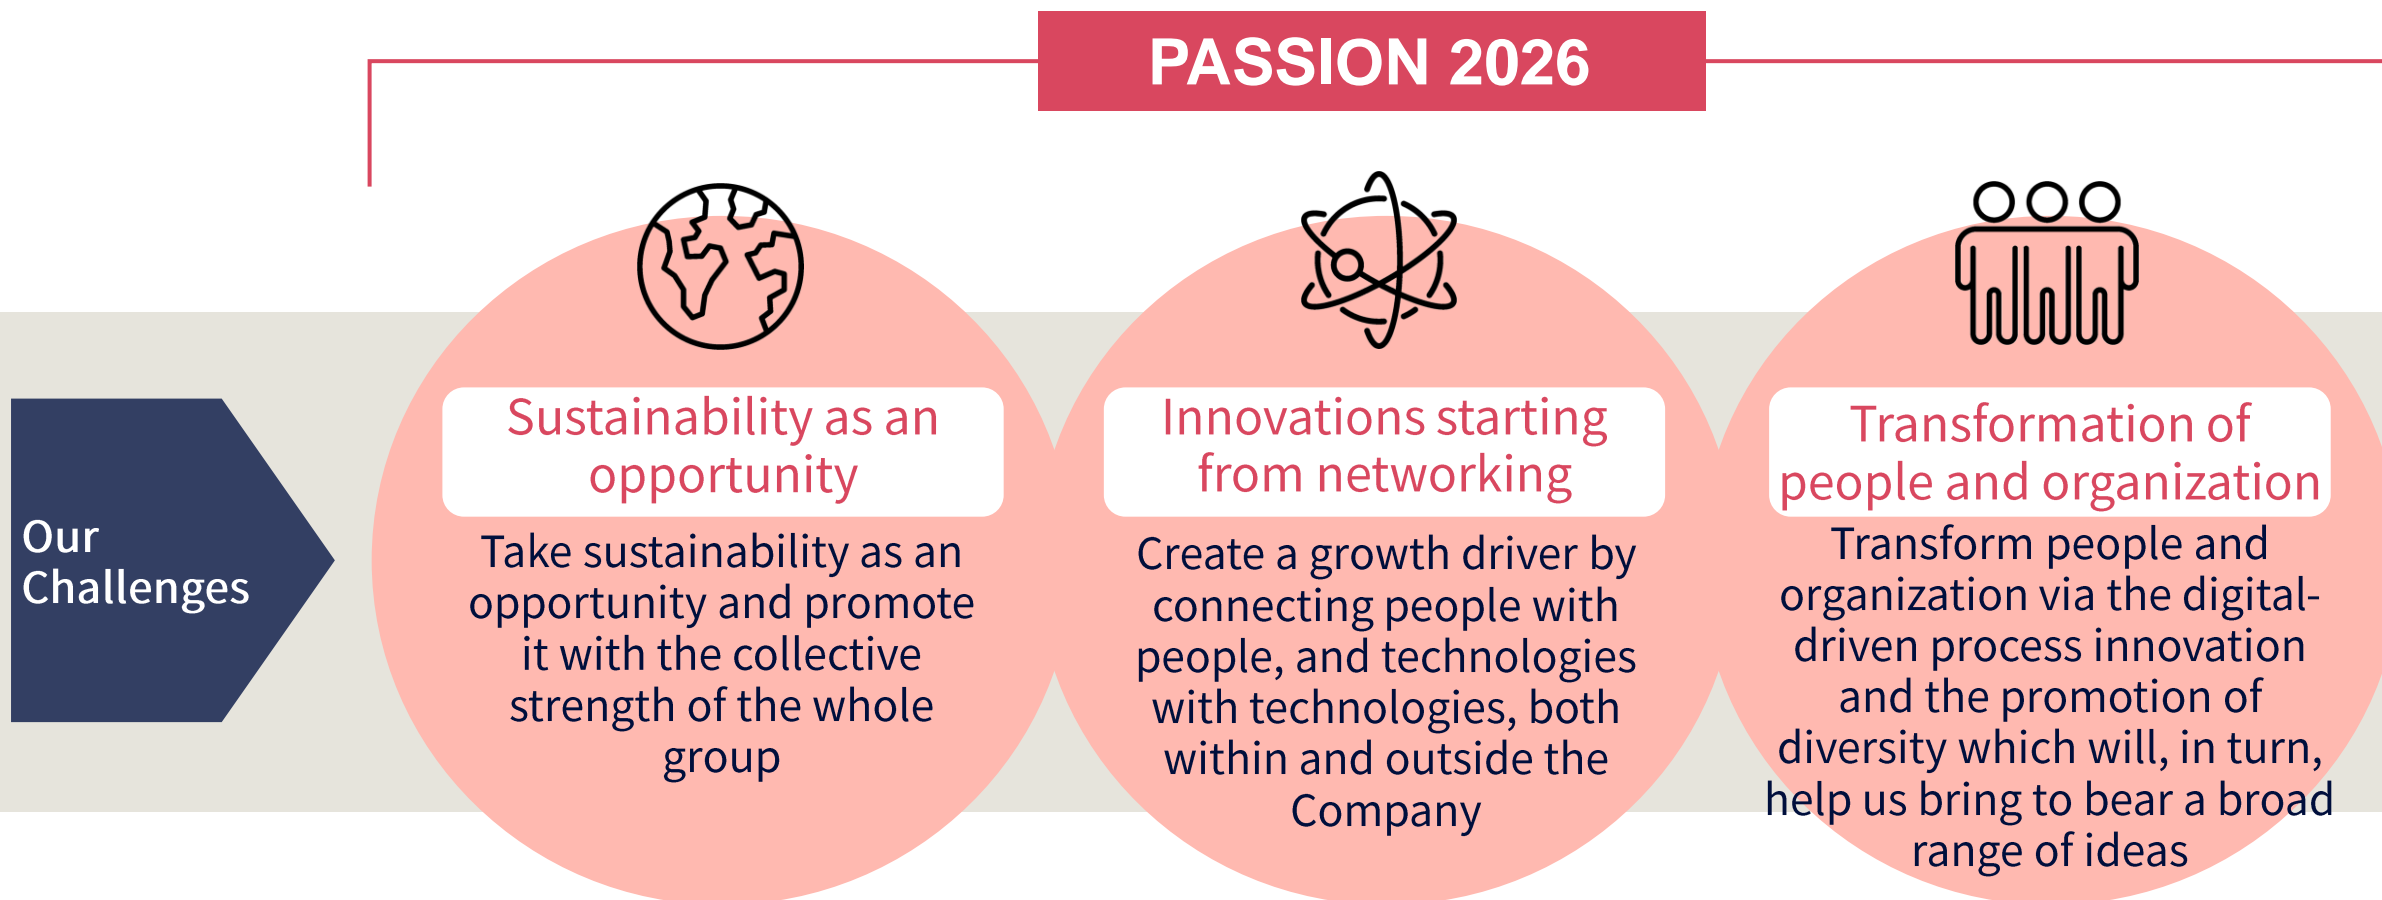 PASSION 2026
Our
Challenges
Sustainability as an
opportunity
Take sustainability as an
opportunity and promote
it with the collective
strength of the whole
group
Innovations starting
from networking
Create a growth driver by
connecting people with
people, and technologies
with technologies, both
within and outside the
Company
Transformation of
people and organization
Transform people and
organization via the digital-
driven process innovation
and the promotion of
diversity which will, in turn,
help us bring to bear a broad
range of ideas